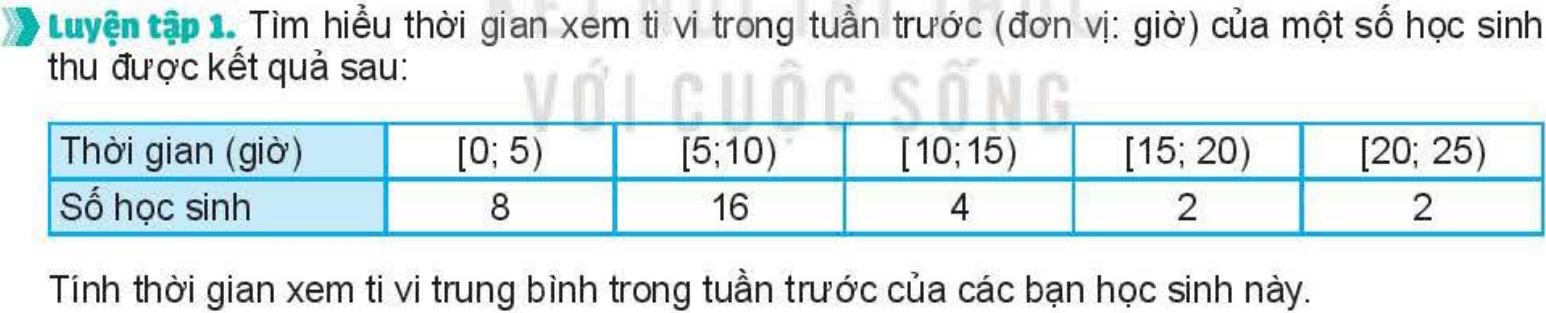 Luyện tập 1. Tìm hiểu thời gian xem ti vi trong tuần trước (đơn vị: giờ) của một số học sinh
thu được kết quả sau:
VỚI CUỘC SỐNG
Thời gian (giờ) [0; 5) [5;10) [10;15) [15; 20) [20; 25)
Số học sinh 8 16 4 2 2
Tính thời gian xem ti vi trung bình trong tuần trước của các bạn học sinh này.